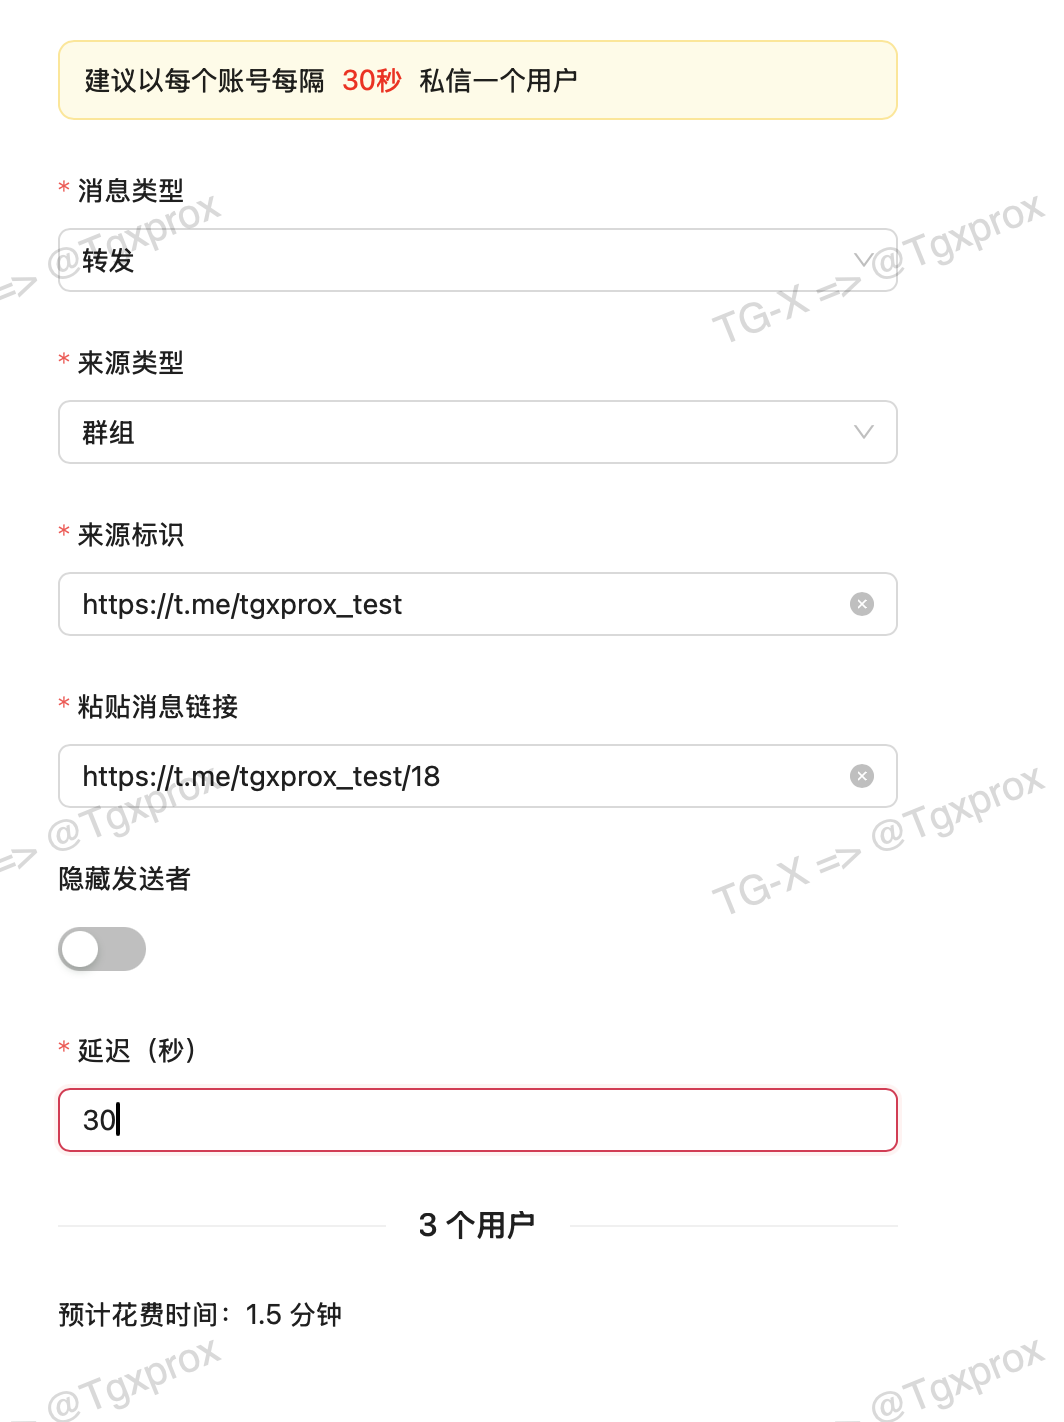 建议以每个账号每隔 30秒 私信一个用户
* 消息类型
转发
* 来源类型
群组
* 来源标识
https://t.me/tgxprox_test
* 粘贴消息链接
https://t.me/tgxprox_test/18
隐藏发送者
* 延迟（秒）
30
3 个用户
预计花费时间：1.5 分钟
=> @Tgxprox
TG-X => @Tgxprox
=> @Tgxprox
TG-X => @Tgxprox
@Tgxprox
@Tgxprox